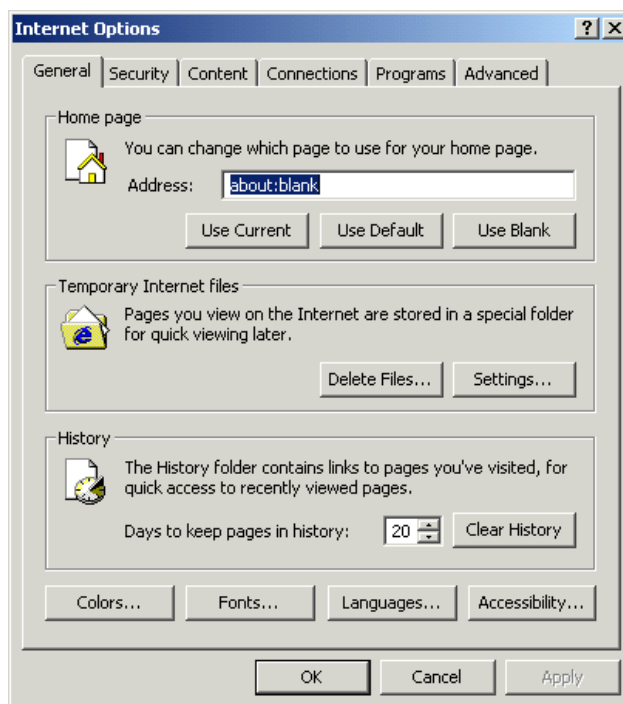 Internet Options
General Security Content Connections Programs Advanced
Home page
You can change which page to use for your home page.
Address: about:blank
Use Current Use Default Use Blank
Temporary Internet files
Pages you view on the Internet are stored in a special folder
for quick viewing later.
Delete Files... Settings...
History
The History folder contains links to pages you've visited, for
quick access to recently viewed pages.
Days to keep pages in history: 20 Clear History
Colors... Fonts... Languages... Accessibility...
OK Cancel Apply